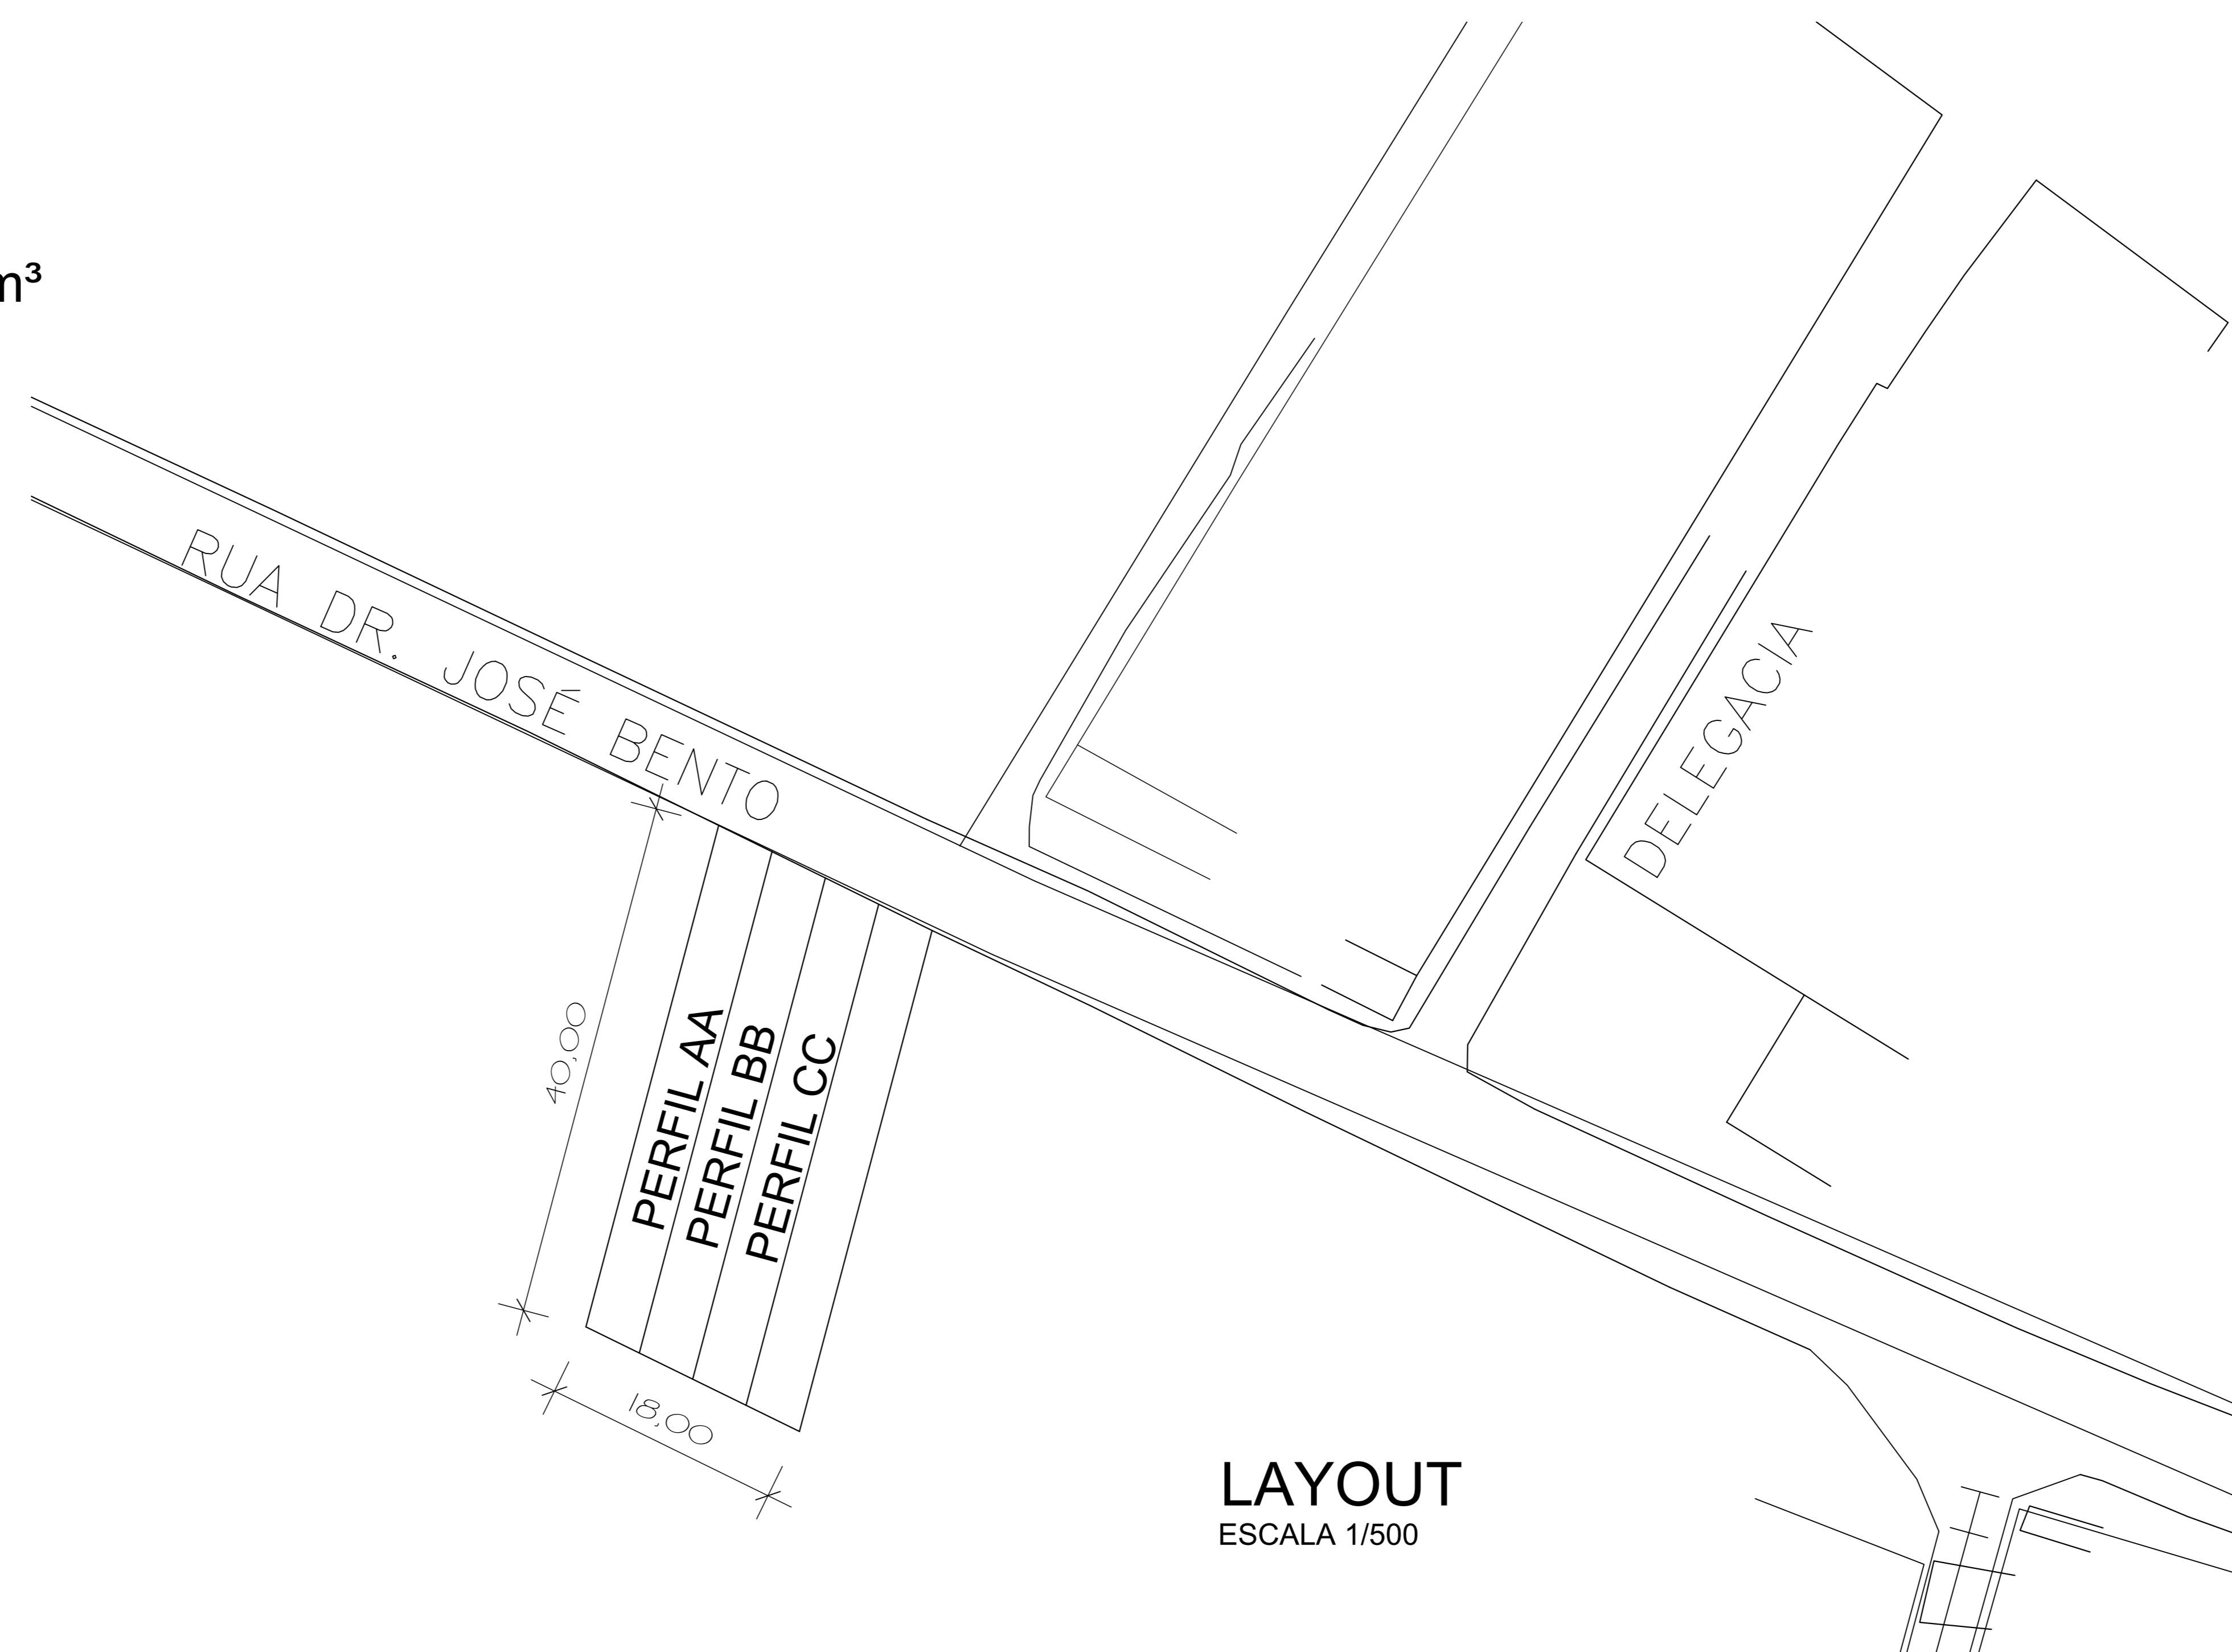 m³
RUA DR. JOSÉ BENTO
DELEGACIA
40,00
PERFIL AA
PERFIL BB
PERFIL CC
18,00
LAYOUT
ESCALA 1/500